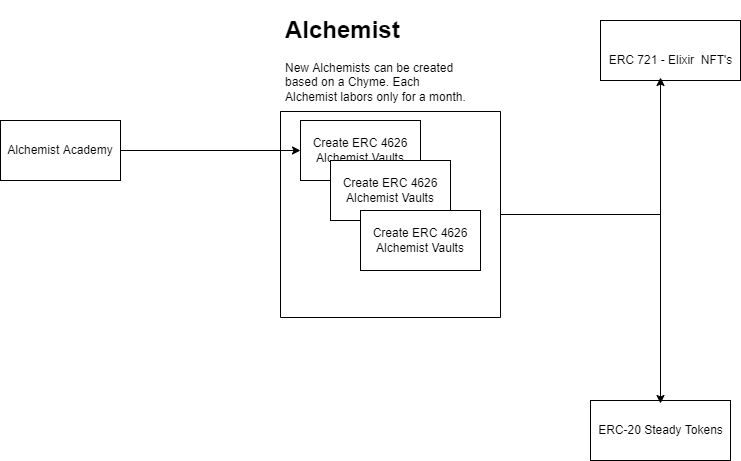 Alchemist
New Alchemists can be created
based on a Chyme. Each
Alchemist labors only for a month.
ERC 721 - Elixir  NFT's
Alchemist Academy
Create ERC 4626
Alchemist Vaults
Create ERC 4626
Alchemist Vaults
Create ERC 4626
Alchemist Vaults
ERC-20 Steady Tokens